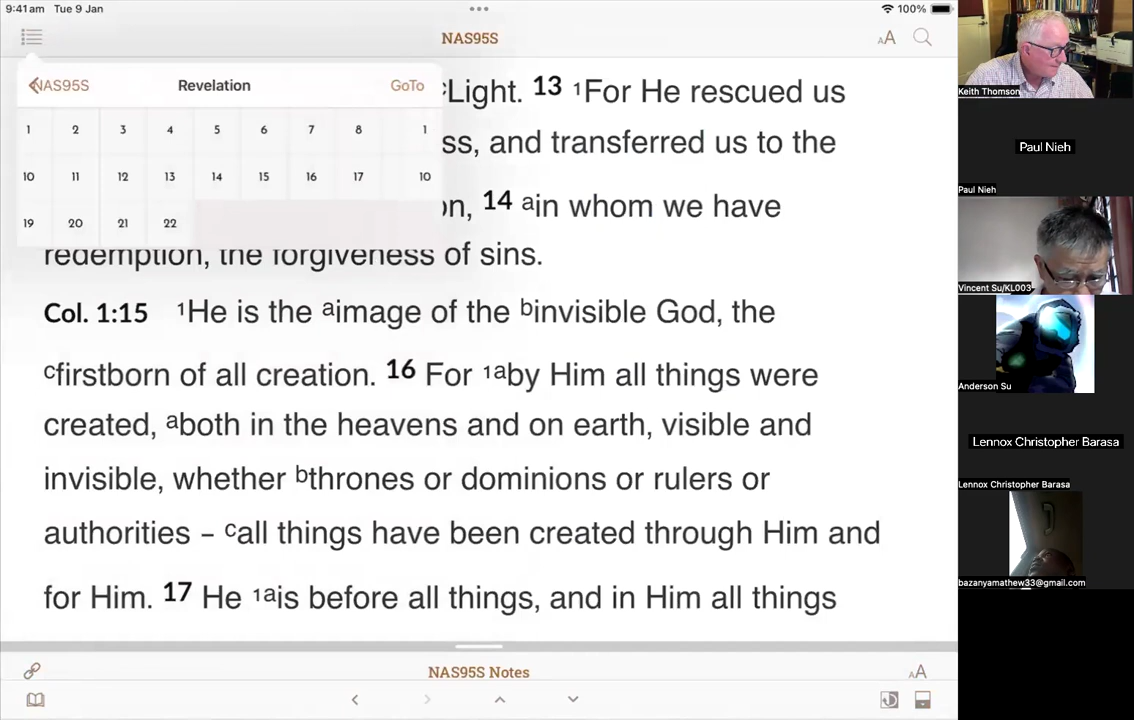 9:41 am Tue 9 Jan
100%
NAS95S
AA
NAS95S
Revelation
GoTo
1 2 3 4 5 6 7 8 1
10 11 12 13 14 15 16 17 10
19 20 21 22
cLight. 13 1For He rescued us
ss, and transferred us to the
on, 14 ain whom we have
redemption, the forgiveness of sins.
Col. 1:15 1He is the aimage of the binvisible God, the
cfirstborn of all creation. 16 For 1aby Him all things were
created, aboth in the heavens and on earth, visible and
invisible, whether bthrones or dominions or rulers or
authorities – call things have been created through Him and
for Him. 17 He 1ais before all things, and in Him all things
NAS95S Notes
AA
Keith Thomson
Paul Nieh
Paul Nieh
Vincent Su/KL003
Anderson Su
Lennox Christopher Barasa
Lennox Christopher Barasa
bazanyamathew33@gmail.com